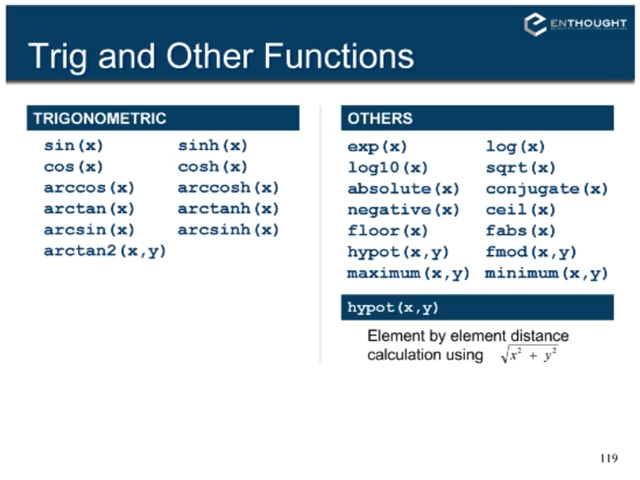 ENTHOUGHT
Trig and Other Functions
TRIGONOMETRIC
sin(x) sinh(x)
cos(x) cosh(x)
arccos(x) arccosh(x)
arctan(x) arctanh(x)
arcsin(x) arcsinh(x)
arctan2(x,y)
OTHERS
exp(x) log(x)
log10(x) sqrt(x)
absolute(x) conjugate(x)
negative(x) ceil(x)
floor(x) fabs(x)
hypot(x,y) fmod(x,y)
maximum(x,y) minimum(x,y)
hypot(x,y)
Element by element distance
calculation using √x² + y²
119